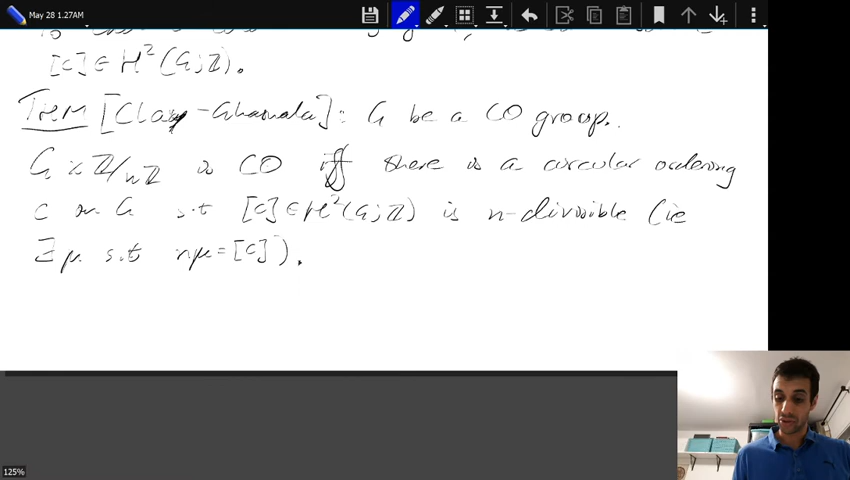 May 28 1.27AM
[c] ∈ H²(G; ℤ).
Thm [Clay - Ghaswala]: G be a CO group.
G × ℤ/nℤ is CO iff there is a circular ordering
c on G s.t [c] ∈ H²(G; ℤ) is n-divisible (ie
∃ μ s.t nμ = [c]).
125%